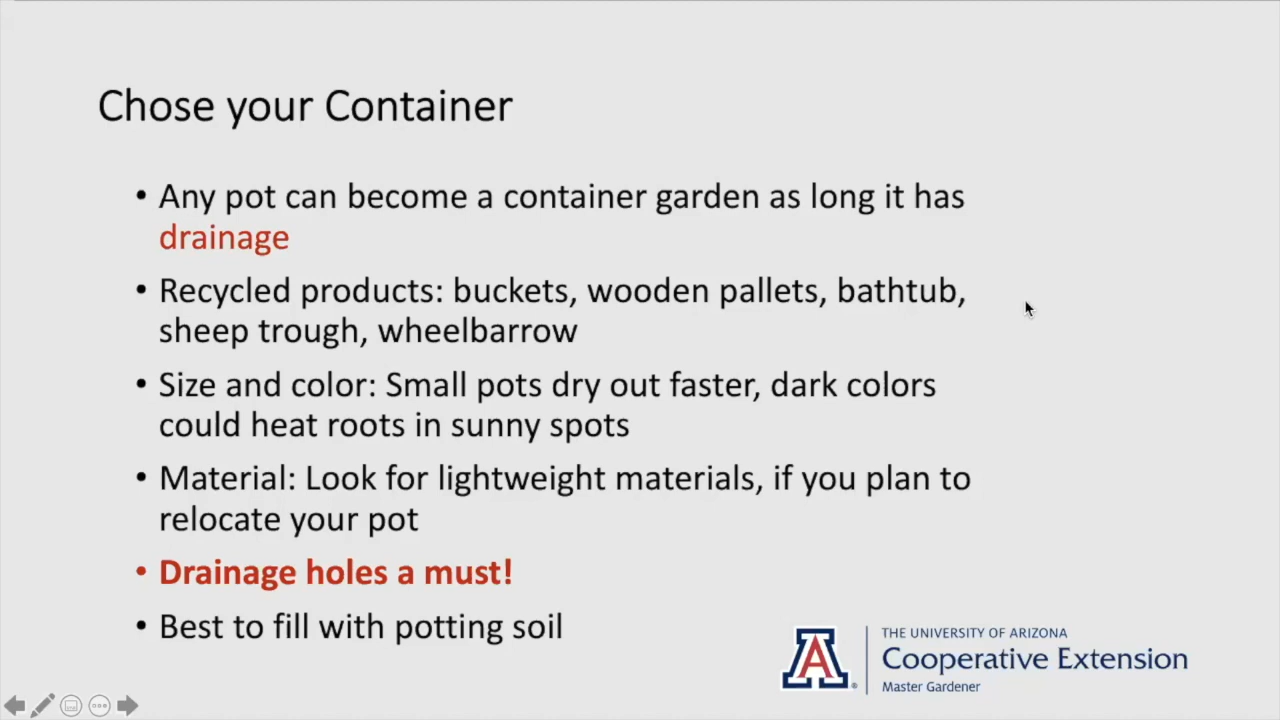 Chose your Container
• Any pot can become a container garden as long it has
drainage
• Recycled products: buckets, wooden pallets, bathtub,
sheep trough, wheelbarrow
• Size and color: Small pots dry out faster, dark colors
could heat roots in sunny spots
• Material: Look for lightweight materials, if you plan to
relocate your pot
• Drainage holes a must!
• Best to fill with potting soil
A
®
THE UNIVERSITY OF ARIZONA
Cooperative Extension
Master Gardener